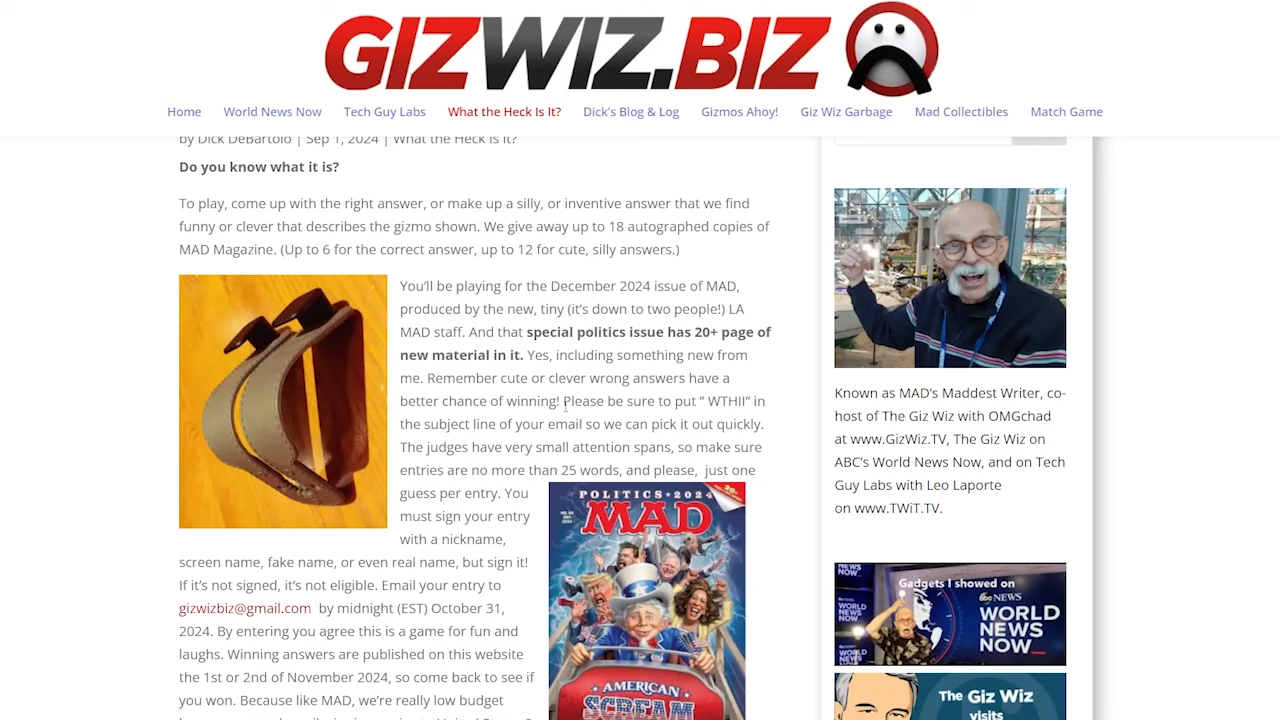 GIZWIZ.BIZ
Home World News Now Tech Guy Labs What the Heck Is It? Dick's Blog & Log Gizmos Ahoy! Giz Wiz Garbage Mad Collectibles Match Game
by Dick DeBartolo | Sep 1, 2024 | What the Heck Is It?
Do you know what it is?
To play, come up with the right answer, or make up a silly, or inventive answer that we find
funny or clever that describes the gizmo shown. We give away up to 18 autographed copies of
MAD Magazine. (Up to 6 for the correct answer, up to 12 for cute, silly answers.)
You'll be playing for the December 2024 issue of MAD,
produced by the new, tiny (it's down to two people!) LA
MAD staff. And that special politics issue has 20+ page of
new material in it. Yes, including something new from
me. Remember cute or clever wrong answers have a
better chance of winning! Please be sure to put " WTHII" in
the subject line of your email so we can pick it out quickly.
The judges have very small attention spans, so make sure
entries are no more than 25 words, and please, just one
guess per entry. You
must sign your entry
with a nickname,
screen name, fake name, or even real name, but sign it!
If it's not signed, it's not eligible. Email your entry to
gizwizbiz@gmail.com by midnight (EST) October 31,
2024. By entering you agree this is a game for fun and
laughs. Winning answers are published on this website
the 1st or 2nd of November 2024, so come back to see if
you won. Because like MAD, we're really low budget
POLITICS 2024
20+
MAD
AMERICAN
SCREAM
Known as MAD's Maddest Writer, co-
host of The Giz Wiz with OMGchad
at www.GizWiz.TV, The Giz Wiz on
ABC's World News Now, and on Tech
Guy Labs with Leo Laporte
on www.TWiT.TV.
Gadgets I showed on
abc NEWS
WORLD
NEWS
NOW
The Giz Wiz
visits